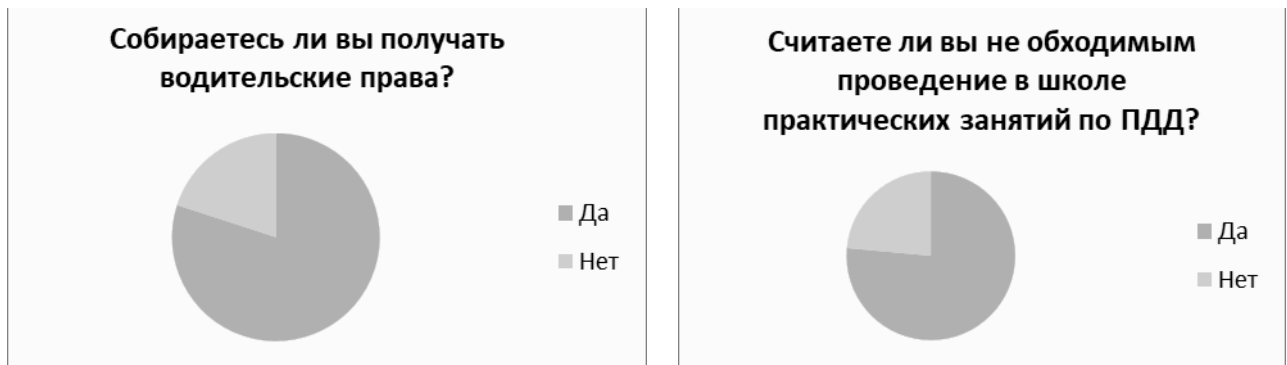 Собираетесь ли вы получать
водительские права?
Да
Нет
Считаете ли вы не обходимым
проведение в школе
практических занятий по ПДД?
Да
Нет